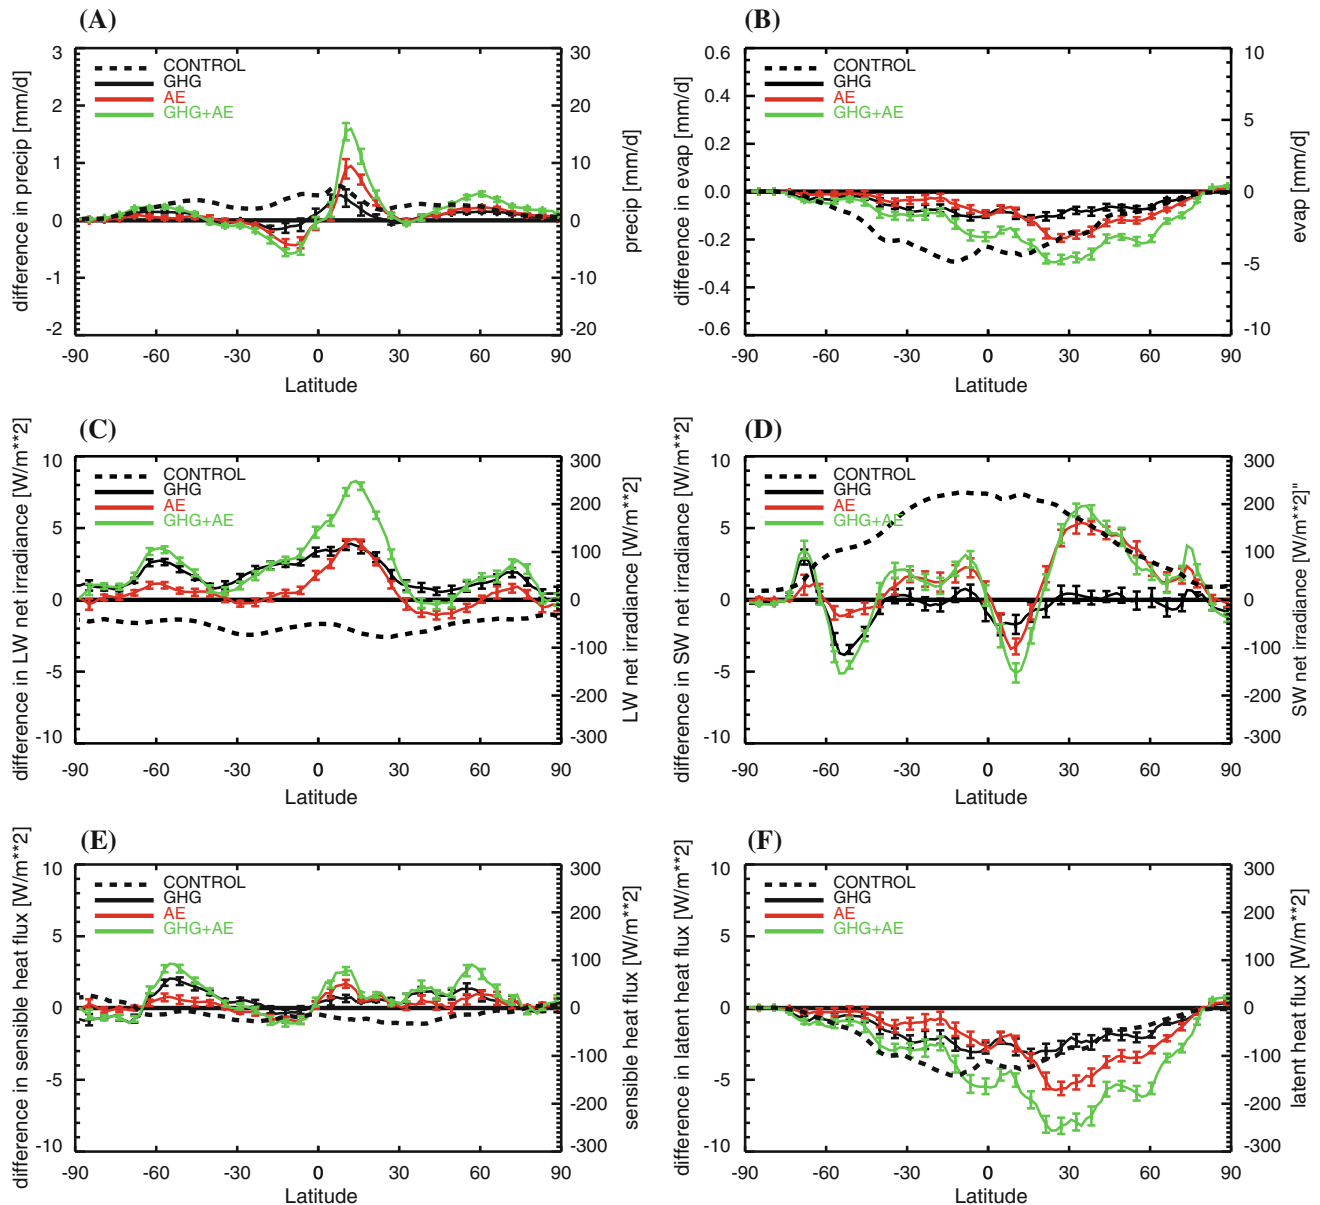 (A)
difference in precip [mm/d]
3
2
1
0
-1
-2
CONTROL
GHG
AE
GHG+AE
30
20
10
0
-10
-20
precip [mm/d]
-90 -60 -30 0 30 60 90
Latitude
(B)
difference in evap [mm/d]
0.6
0.4
0.2
0.0
-0.2
-0.4
-0.6
CONTROL
GHG
AE
GHG+AE
10
5
0
-5
-10
evap [mm/d]
-90 -60 -30 0 30 60 90
Latitude
(C)
difference in LW net irradiance [W/m**2]
10
5
0
-5
-10
CONTROL
GHG
AE
GHG+AE
300
200
100
0
-100
-200
-300
LW net irradiance [W/m**2]
-90 -60 -30 0 30 60 90
Latitude
(D)
difference in SW net irradiance [W/m**2]
10
5
0
-5
-10
CONTROL
GHG
AE
GHG+AE
300
200
100
0
-100
-200
-300
SW net irradiance [W/m**2]"
-90 -60 -30 0 30 60 90
Latitude
(E)
difference in sensible heat flux [W/m**2]
10
5
0
-5
-10
CONTROL
GHG
AE
GHG+AE
300
200
100
0
-100
-200
-300
sensible heat flux [W/m**2]
-90 -60 -30 0 30 60 90
Latitude
(F)
difference in latent heat flux [W/m**2]
10
5
0
-5
-10
CONTROL
GHG
AE
GHG+AE
300
200
100
0
-100
-200
-300
latent heat flux [W/m**2]
-90 -60 -30 0 30 60 90
Latitude